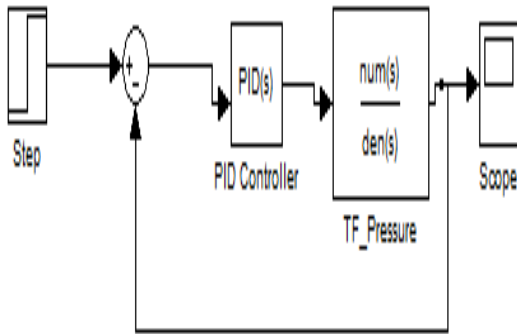 +
−
PID(s)
num(s)
den(s)
Step
PID Controller
TF_Pressure
Scope